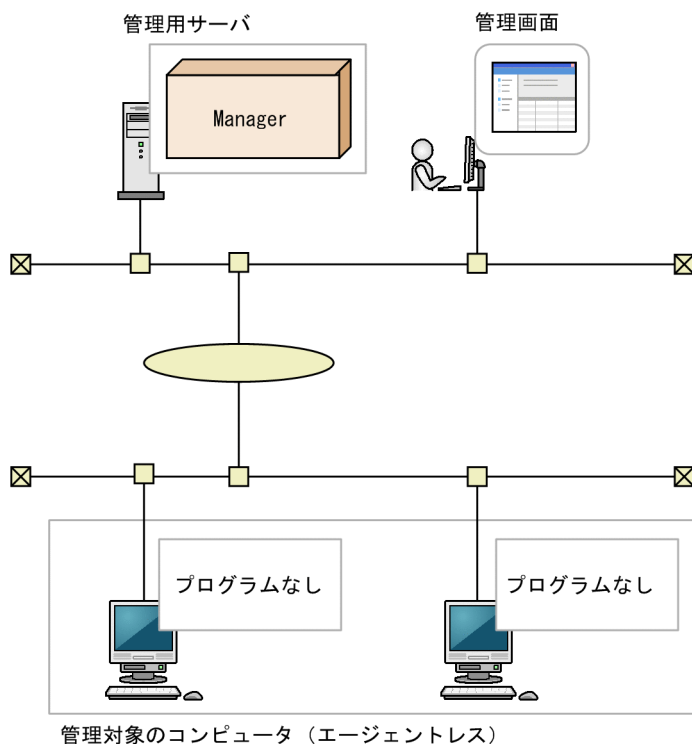 管理用サーバ
管理画面
Manager
プログラムなし
プログラムなし
管理対象のコンピュータ（エージェントレス）